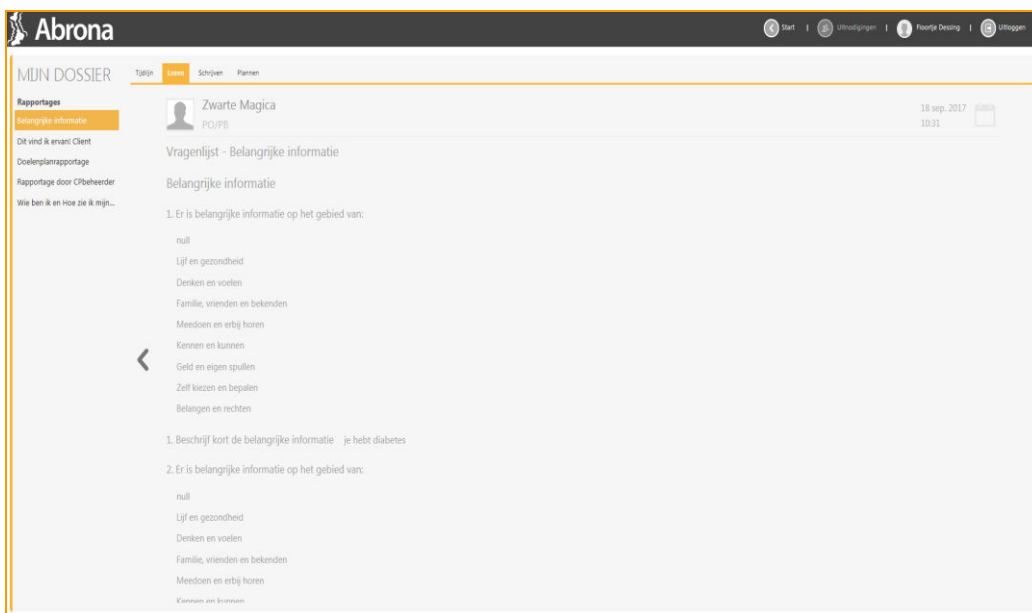 Abrona
Start | Uitnodigingen | Floortje Dessing | Uitloggen
MIJN DOSSIER
Tijdlijn Lezen Schrijven Plannen
Rapportages
Belangrijke informatie
Dit vind ik ervan! Client
Doelenplanrapportage
Rapportage door CPbeheerder
Wie ben ik en Hoe zie ik mijn...
Zwarte Magica
PO/PB
18 sep. 2017
10:31
Vragenlijst - Belangrijke informatie
Belangrijke informatie
1. Er is belangrijke informatie op het gebied van:
null
Lijf en gezondheid
Denken en voelen
Familie, vrienden en bekenden
Meedoen en erbij horen
Kennen en kunnen
Geld en eigen spullen
Zelf kiezen en bepalen
Belangen en rechten
1. Beschrijf kort de belangrijke informatie je hebt diabetes
2. Er is belangrijke informatie op het gebied van:
null
Lijf en gezondheid
Denken en voelen
Familie, vrienden en bekenden
Meedoen en erbij horen
Kennen en kunnen